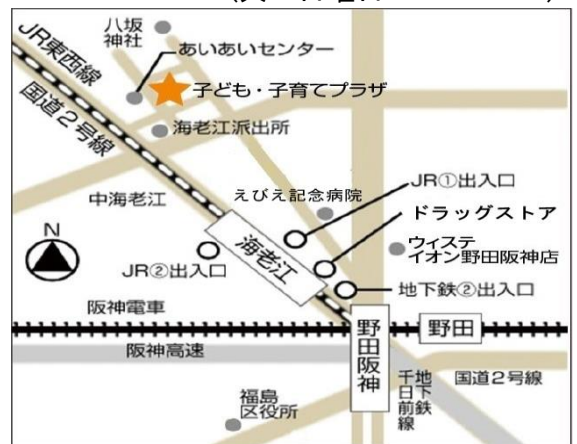 八坂
神社
あいあいセンター
子ども・子育てプラザ
JR東西線
国道2号線
海老江派出所
中海老江
えびえ記念病院
JR①出入口
ドラッグストア
N
海老江
ウィステ
イオン野田阪神店
JR②出入口
地下鉄②出入口
阪神電車
野田阪神
野田
阪神高速
千日前線
地下鉄
国道2号線
福島
区役所